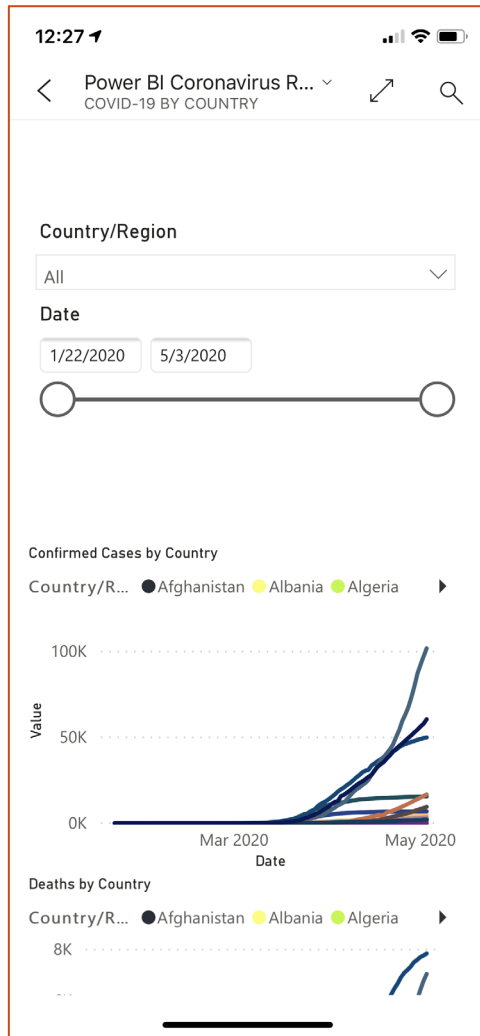 12:27
Power BI Coronavirus R...
COVID-19 BY COUNTRY
Country/Region
All
Date
1/22/2020 5/3/2020
Confirmed Cases by Country
Country/R... Afghanistan Albania Algeria
100K
50K
0K
Value
Mar 2020 May 2020
Date
Deaths by Country
Country/R... Afghanistan Albania Algeria
8K